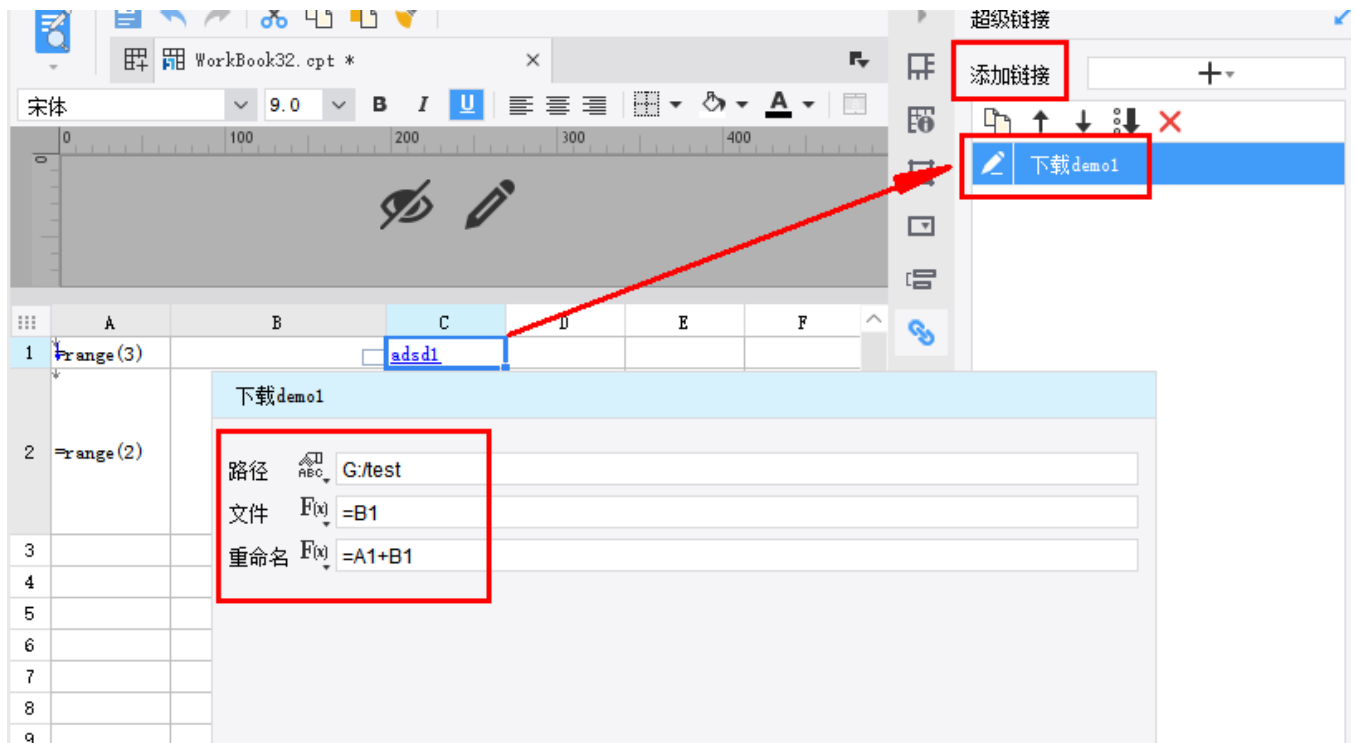 超级链接
WorkBook32.cpt *
添加链接
宋体 9.0 B I U A
0 100 200 300 400
0
下载demo1
A B C D E F
1 =range(3) adsd1
下载demo1
2 =range(2)
路径 ABC G:/test
文件 F(x) =B1
重命名 F(x) =A1+B1
3
4
5
6
7
8
9